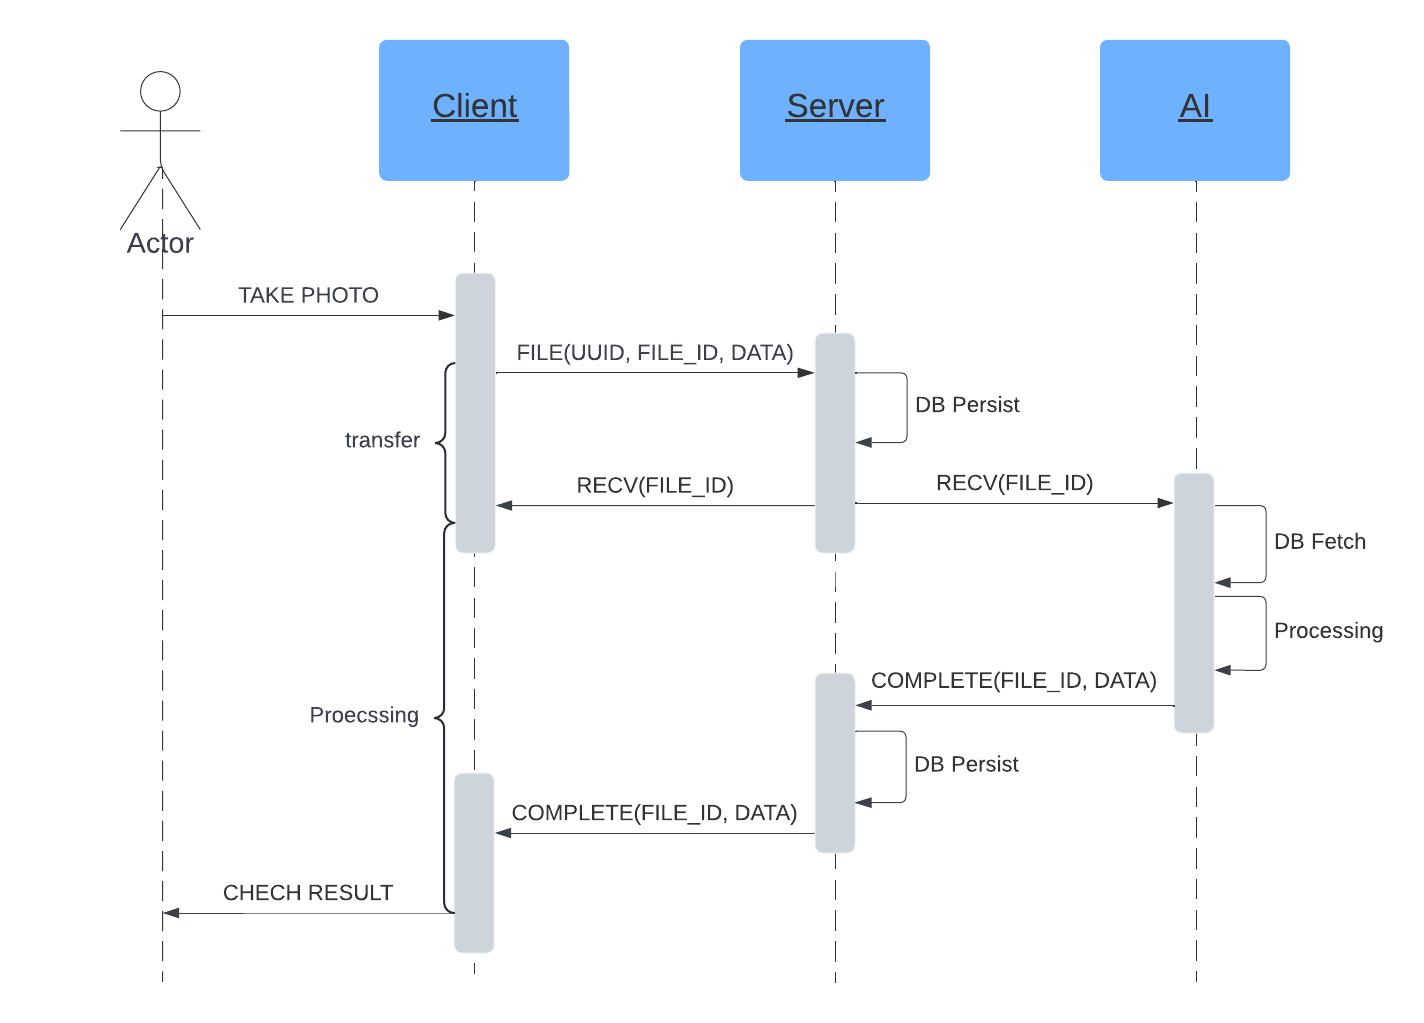 Client
Server
AI
Actor
TAKE PHOTO
FILE(UUID, FILE_ID, DATA)
DB Persist
transfer
RECV(FILE_ID)
RECV(FILE_ID)
DB Fetch
Processing
COMPLETE(FILE_ID, DATA)
Proecssing
DB Persist
COMPLETE(FILE_ID, DATA)
CHECH RESULT